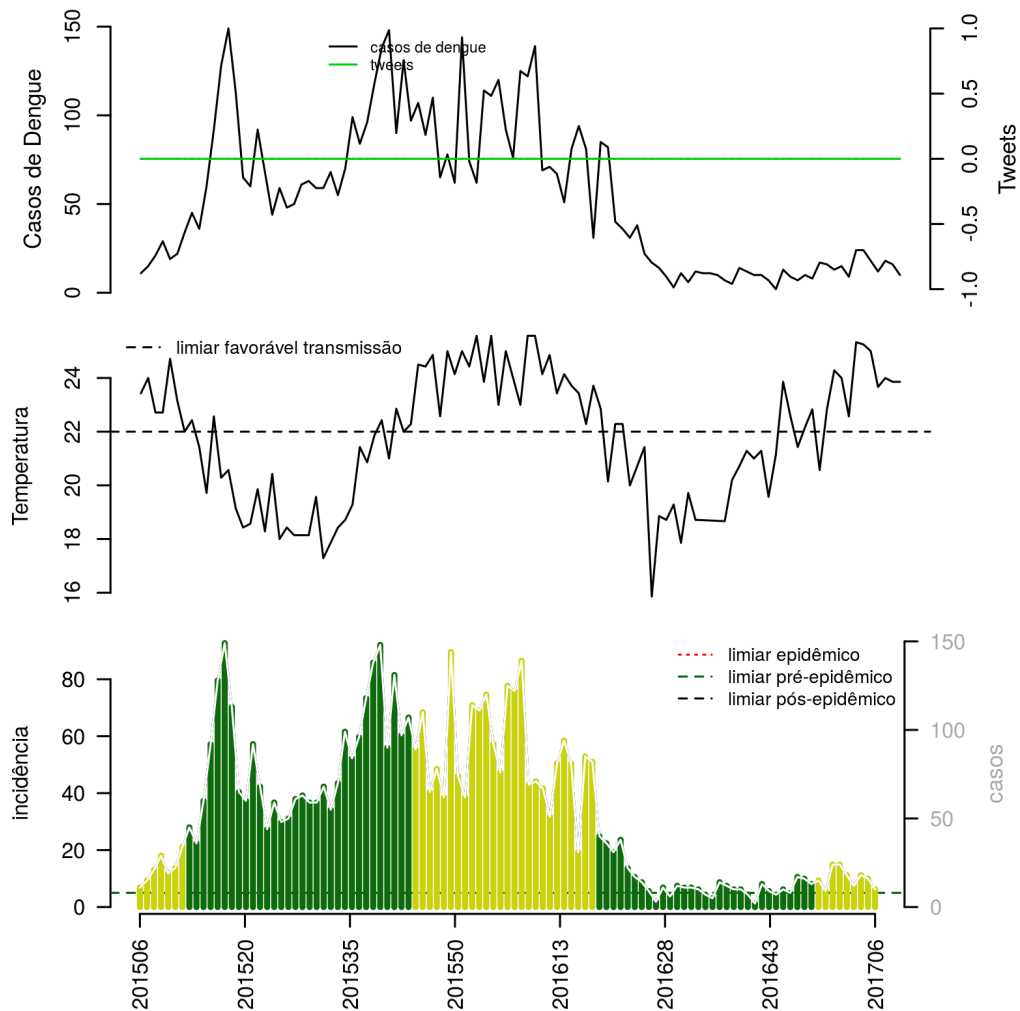 casos de dengue
tweets
Casos de Dengue
0
50
100
150
Tweets
-1.0
-0.5
0.0
0.5
1.0
limiar favorável transmissão
Temperatura
16
18
20
22
24
limiar epidêmico
limiar pré-epidêmico
limiar pós-epidêmico
incidência
0
20
40
60
80
casos
0
50
100
150
201506
201520
201535
201550
201613
201628
201643
201706